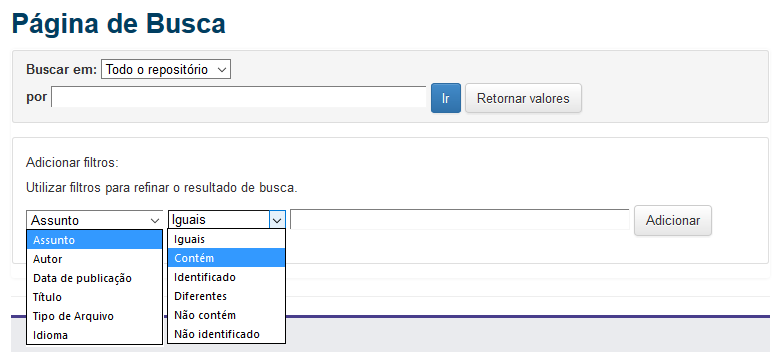 Página de Busca
Buscar em: Todo o repositório
por Ir Retornar valores
Adicionar filtros:
Utilizar filtros para refinar o resultado de busca.
Assunto Iguais Adicionar
Assunto Iguais
Autor Contém
Data de publicação Identificado
Título Diferentes
Tipo de Arquivo Não contém
Idioma Não identificado